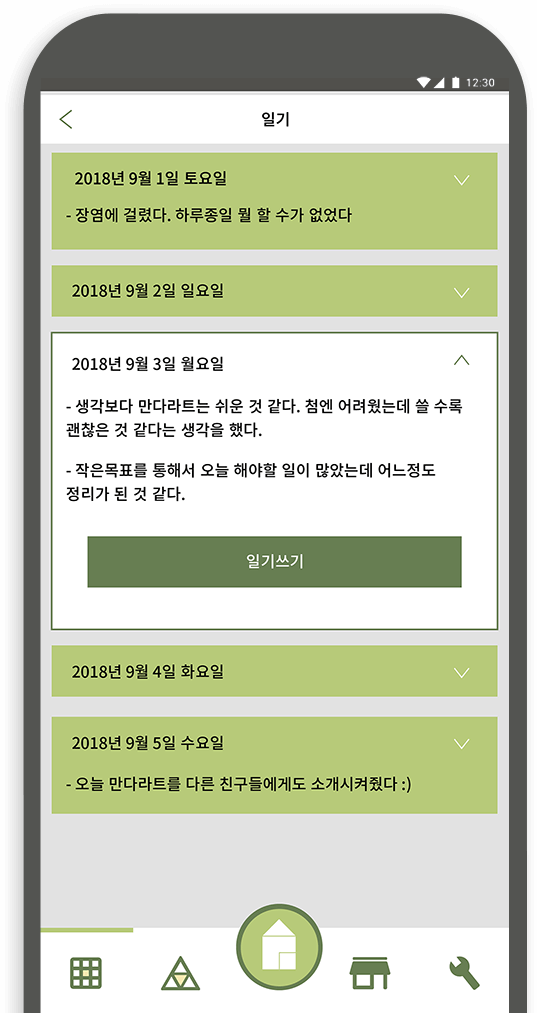 12:30
일기
2018년 9월 1일 토요일
- 장염에 걸렸다. 하루종일 뭘 할 수가 없었다
2018년 9월 2일 일요일
2018년 9월 3일 월요일
- 생각보다 만다라트는 쉬운 것 같다. 첨엔 어려웠는데 쓸 수록
괜찮은 것 같다는 생각을 했다.
- 작은목표를 통해서 오늘 해야할 일이 많았는데 어느정도
정리가 된 것 같다.
일기쓰기
2018년 9월 4일 화요일
2018년 9월 5일 수요일
- 오늘 만다라트를 다른 친구들에게도 소개시켜줬다 :)